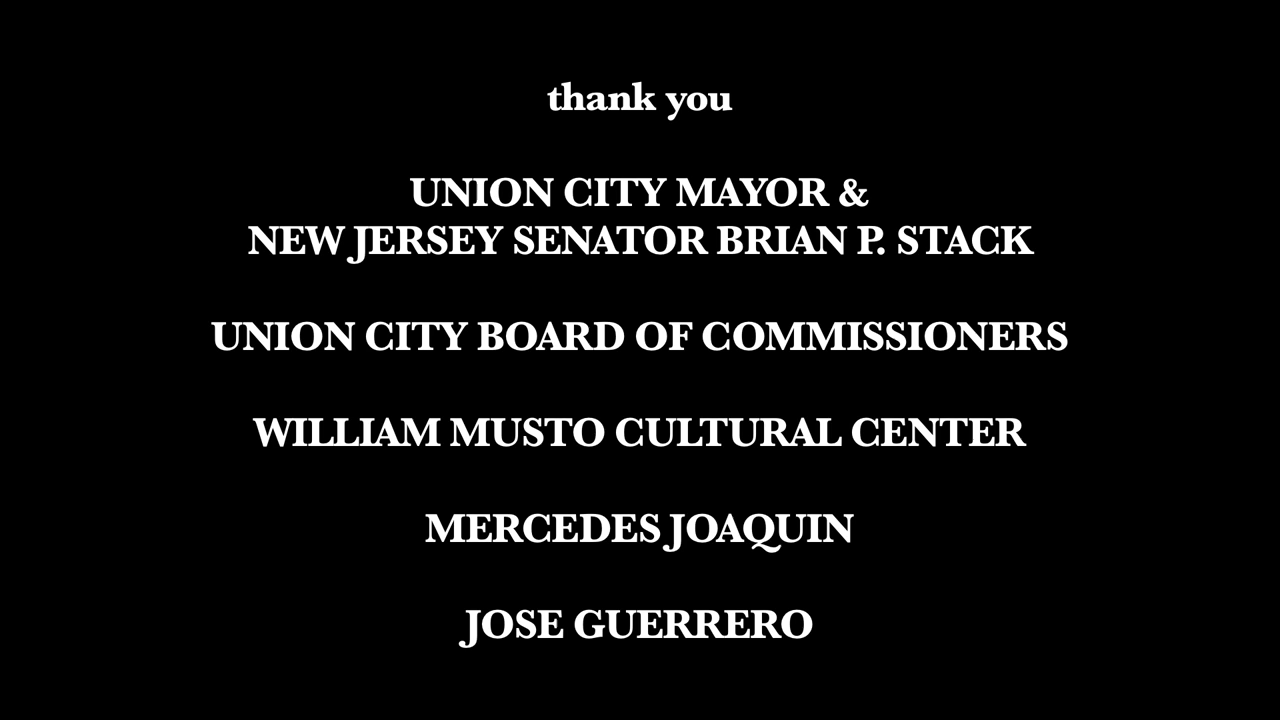 thank you
UNION CITY MAYOR &
NEW JERSEY SENATOR BRIAN P. STACK
UNION CITY BOARD OF COMMISSIONERS
WILLIAM MUSTO CULTURAL CENTER
MERCEDES JOAQUIN
JOSE GUERRERO